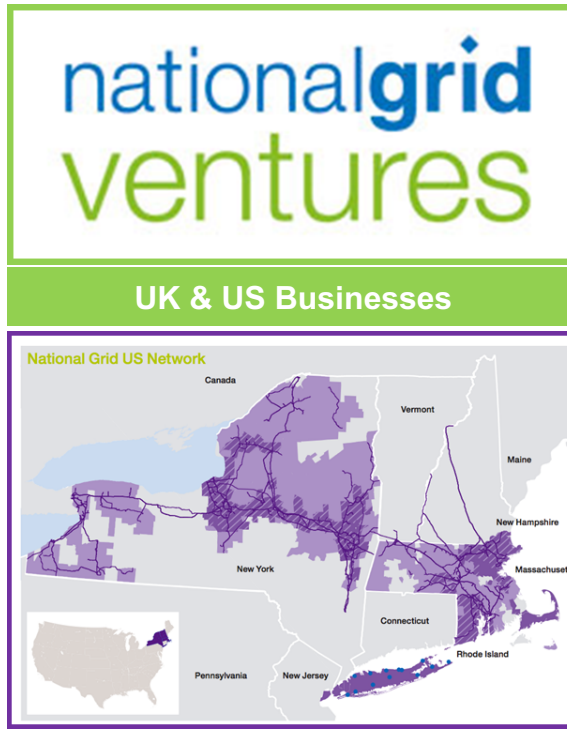 nationalgrid
ventures
UK & US Businesses
National Grid US Network
Canada
Vermont
Maine
New Hampshire
New York
Massachuset
Connecticut
Rhode Island
Pennsylvania
New Jersey